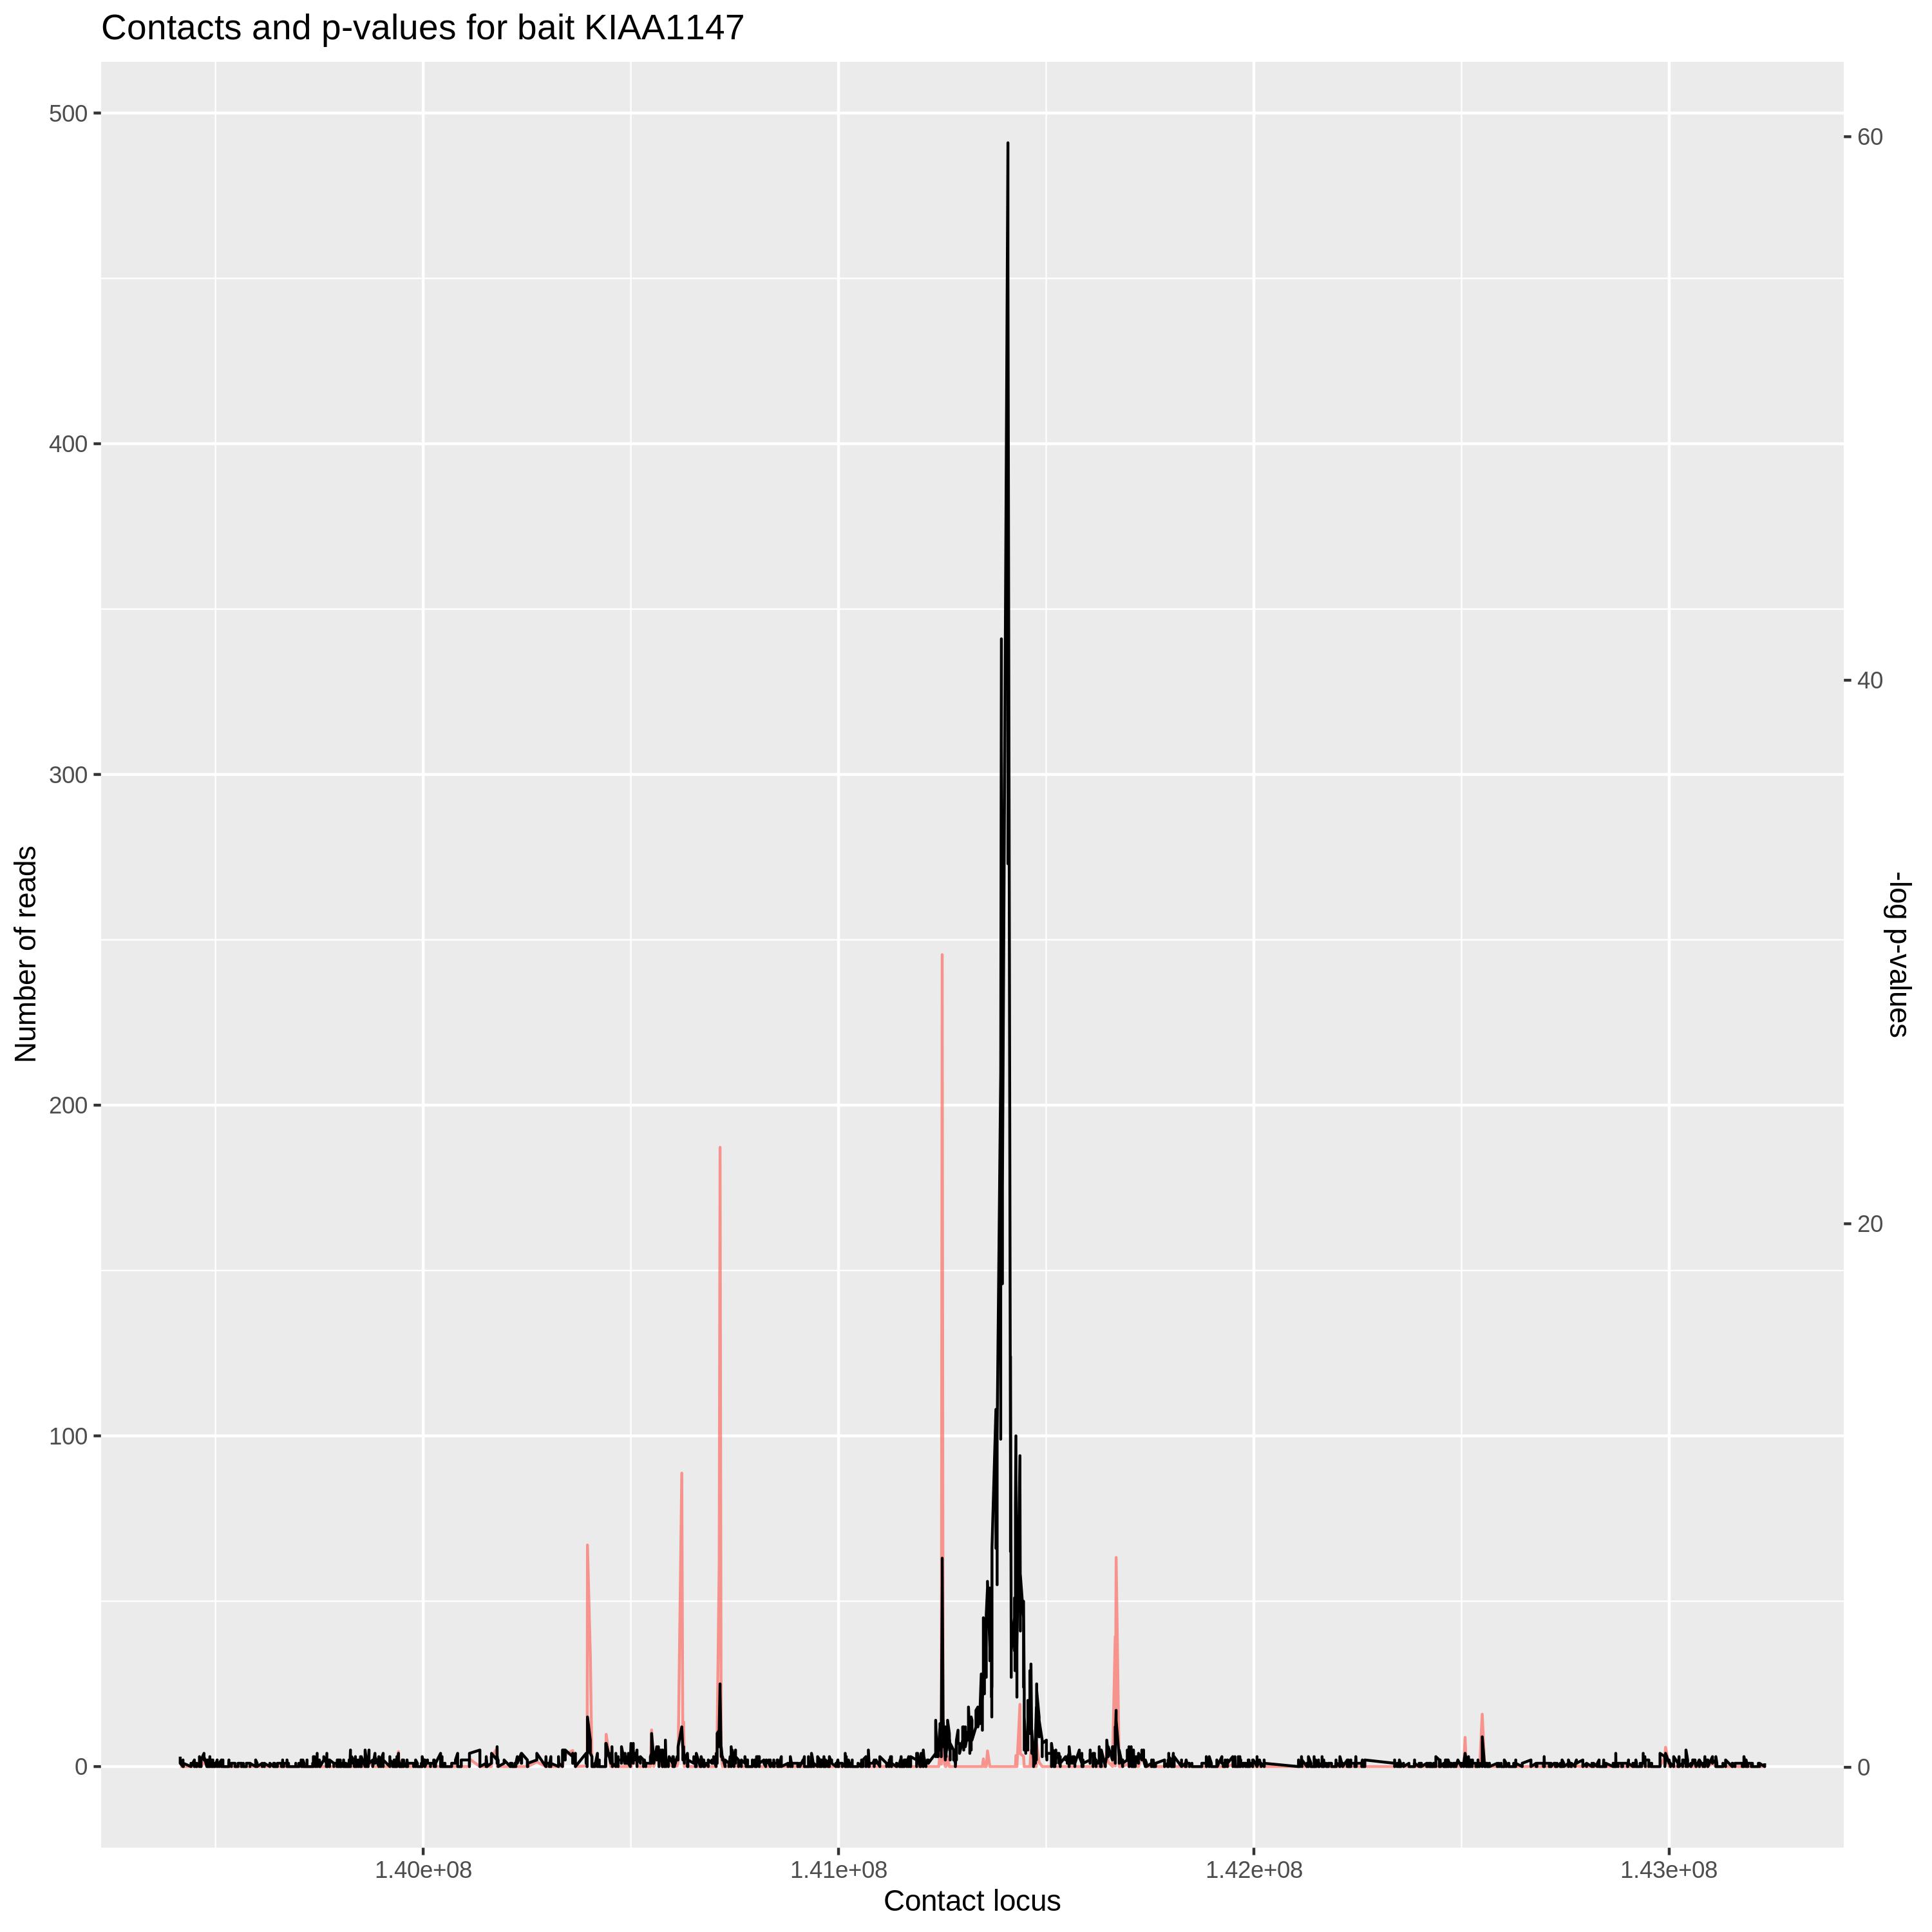 Contacts and p-values for bait KIAA1147
500
400
300
200
100
0
Number of reads
60
40
20
0
-log p-values
1.40e+08
1.41e+08
1.42e+08
1.43e+08
Contact locus